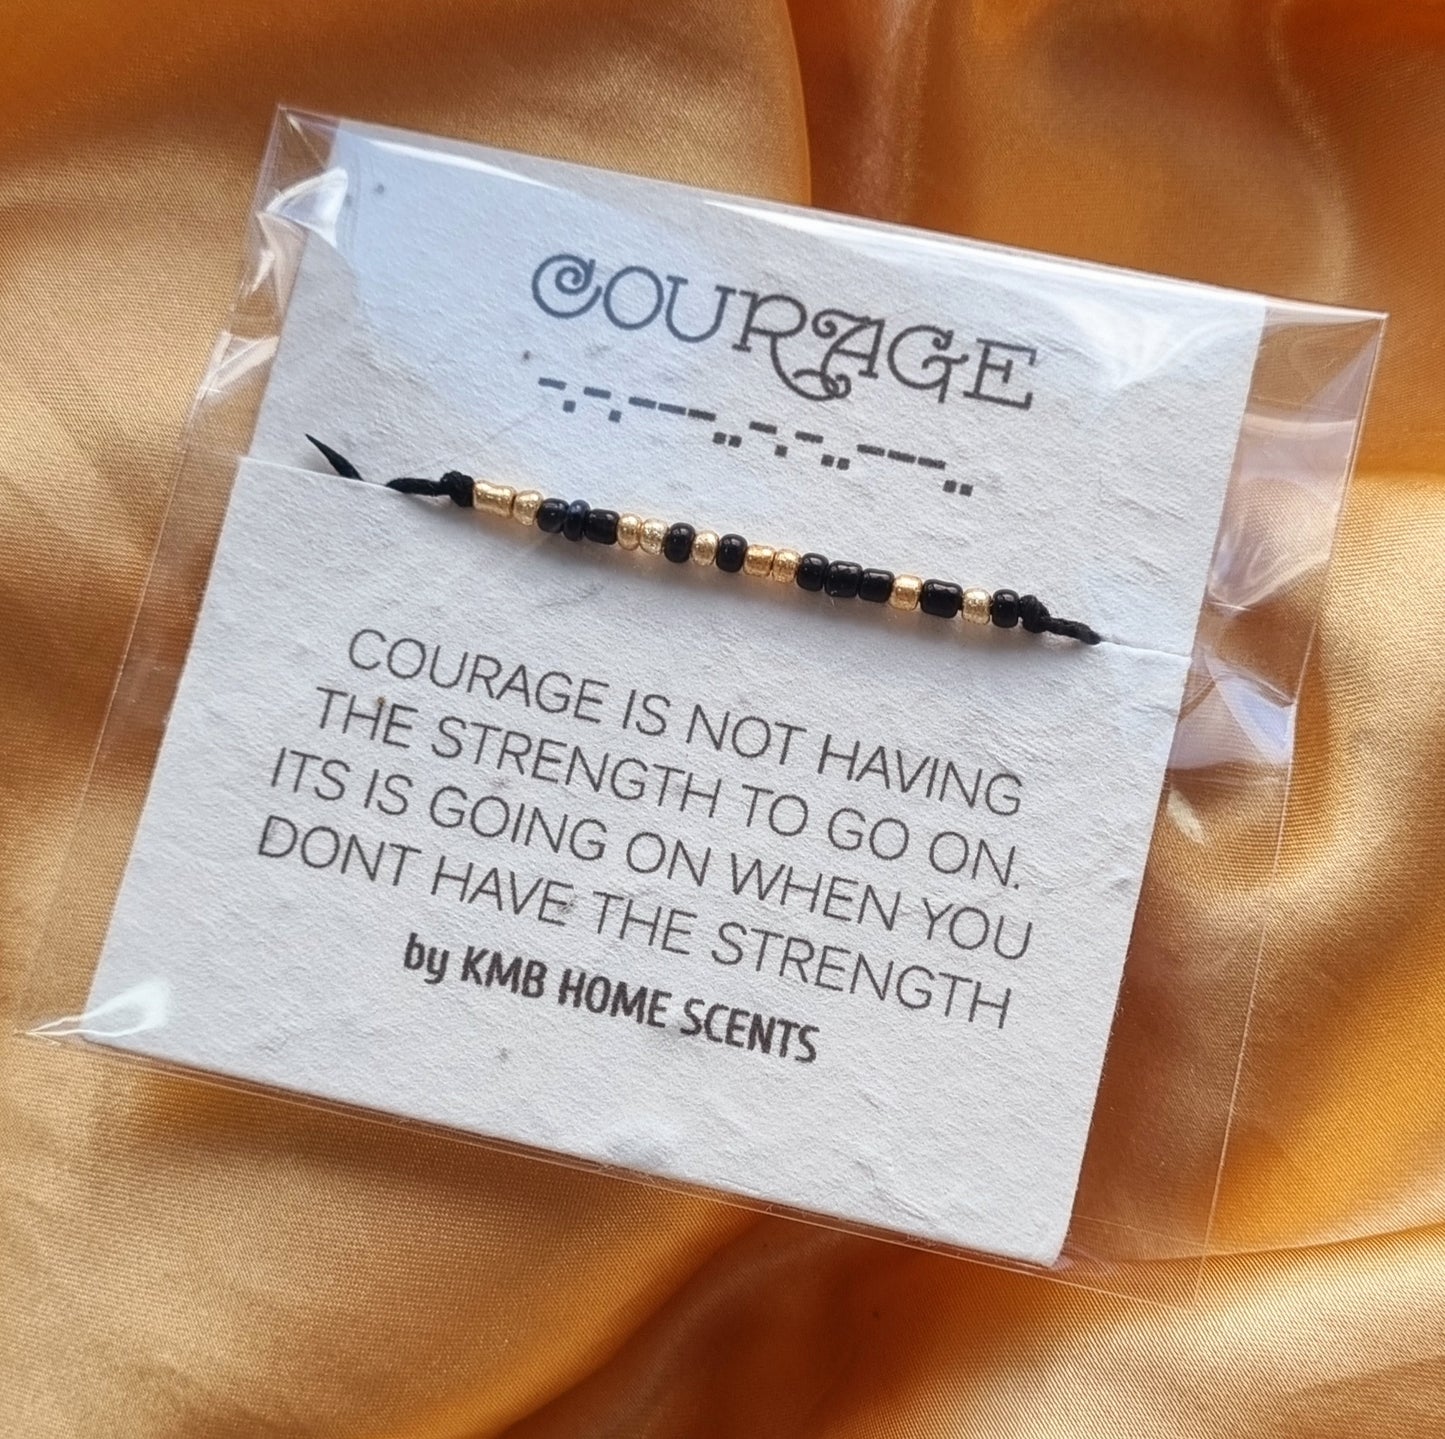 COURAGE
-.-.---..-.-..---..
COURAGE IS NOT HAVING
THE STRENGTH TO GO ON.
ITS IS GOING ON WHEN YOU
DONT HAVE THE STRENGTH
by KMB HOME SCENTS